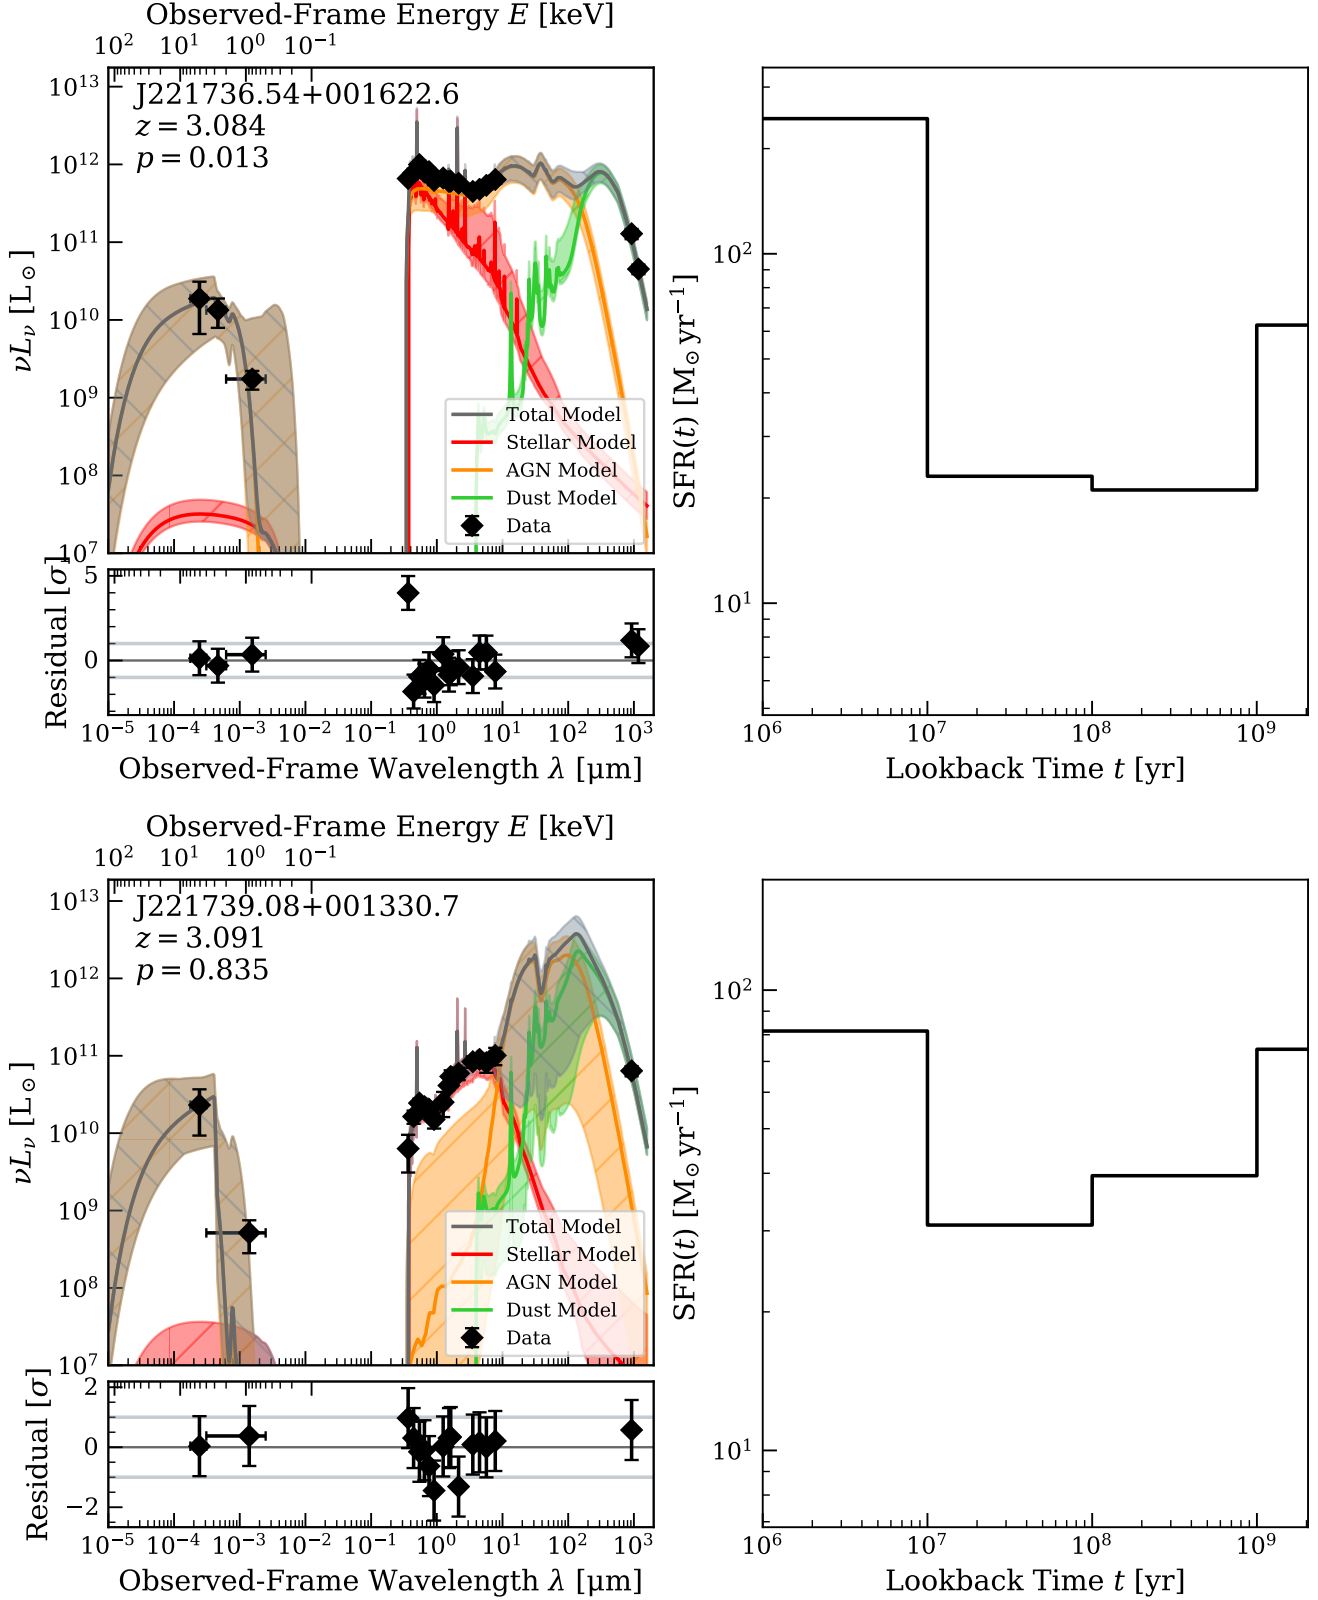 Observed-Frame Energy E [keV]
10² 10¹ 10⁰ 10⁻¹
10¹³
10¹²
10¹¹
10¹⁰
10⁹
10⁸
10⁷
νLν [L⊙]
J221736.54+001622.6
z = 3.084
p = 0.013
Total Model
Stellar Model
AGN Model
Dust Model
Data
5
0
Residual [σ]
10⁻⁵ 10⁻⁴ 10⁻³ 10⁻² 10⁻¹ 10⁰ 10¹ 10² 10³
Observed-Frame Wavelength λ [μm]
10²
10¹
SFR(t) [M⊙ yr⁻¹]
10⁶ 10⁷ 10⁸ 10⁹
Lookback Time t [yr]
Observed-Frame Energy E [keV]
10² 10¹ 10⁰ 10⁻¹
10¹³
10¹²
10¹¹
10¹⁰
10⁹
10⁸
10⁷
νLν [L⊙]
J221739.08+001330.7
z = 3.091
p = 0.835
Total Model
Stellar Model
AGN Model
Dust Model
Data
2
0
−2
Residual [σ]
10⁻⁵ 10⁻⁴ 10⁻³ 10⁻² 10⁻¹ 10⁰ 10¹ 10² 10³
Observed-Frame Wavelength λ [μm]
10²
10¹
SFR(t) [M⊙ yr⁻¹]
10⁶ 10⁷ 10⁸ 10⁹
Lookback Time t [yr]